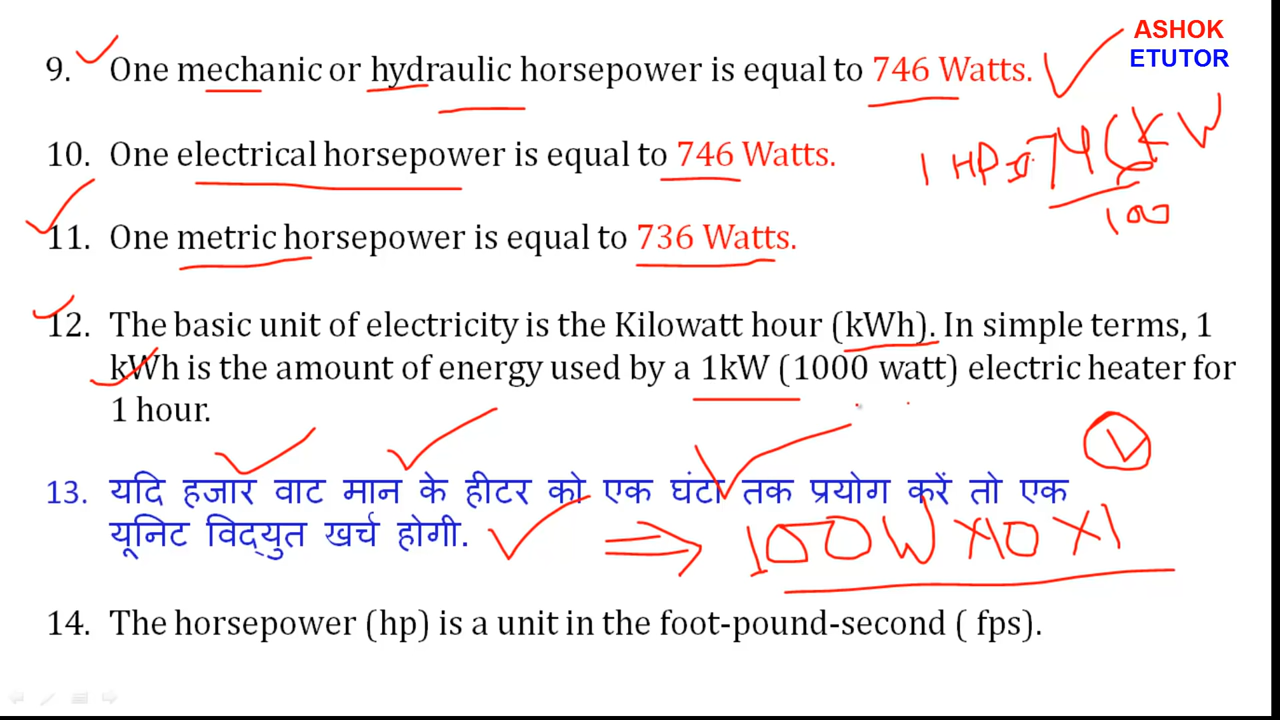 ASHOK
ETUTOR
9. One mechanic or hydraulic horsepower is equal to 746 Watts.
10. One electrical horsepower is equal to 746 Watts.
1 HP = 746 kW
100
11. One metric horsepower is equal to 736 Watts.
12. The basic unit of electricity is the Kilowatt hour (kWh). In simple terms, 1
kWh is the amount of energy used by a 1kW (1000 watt) electric heater for
1 hour.
13. यदि हजार वाट मान के हीटर को एक घंटा तक प्रयोग करें तो एक
यूनिट विद्युत खर्च होगी.
⇒ 100W×10×1
14. The horsepower (hp) is a unit in the foot-pound-second ( fps).